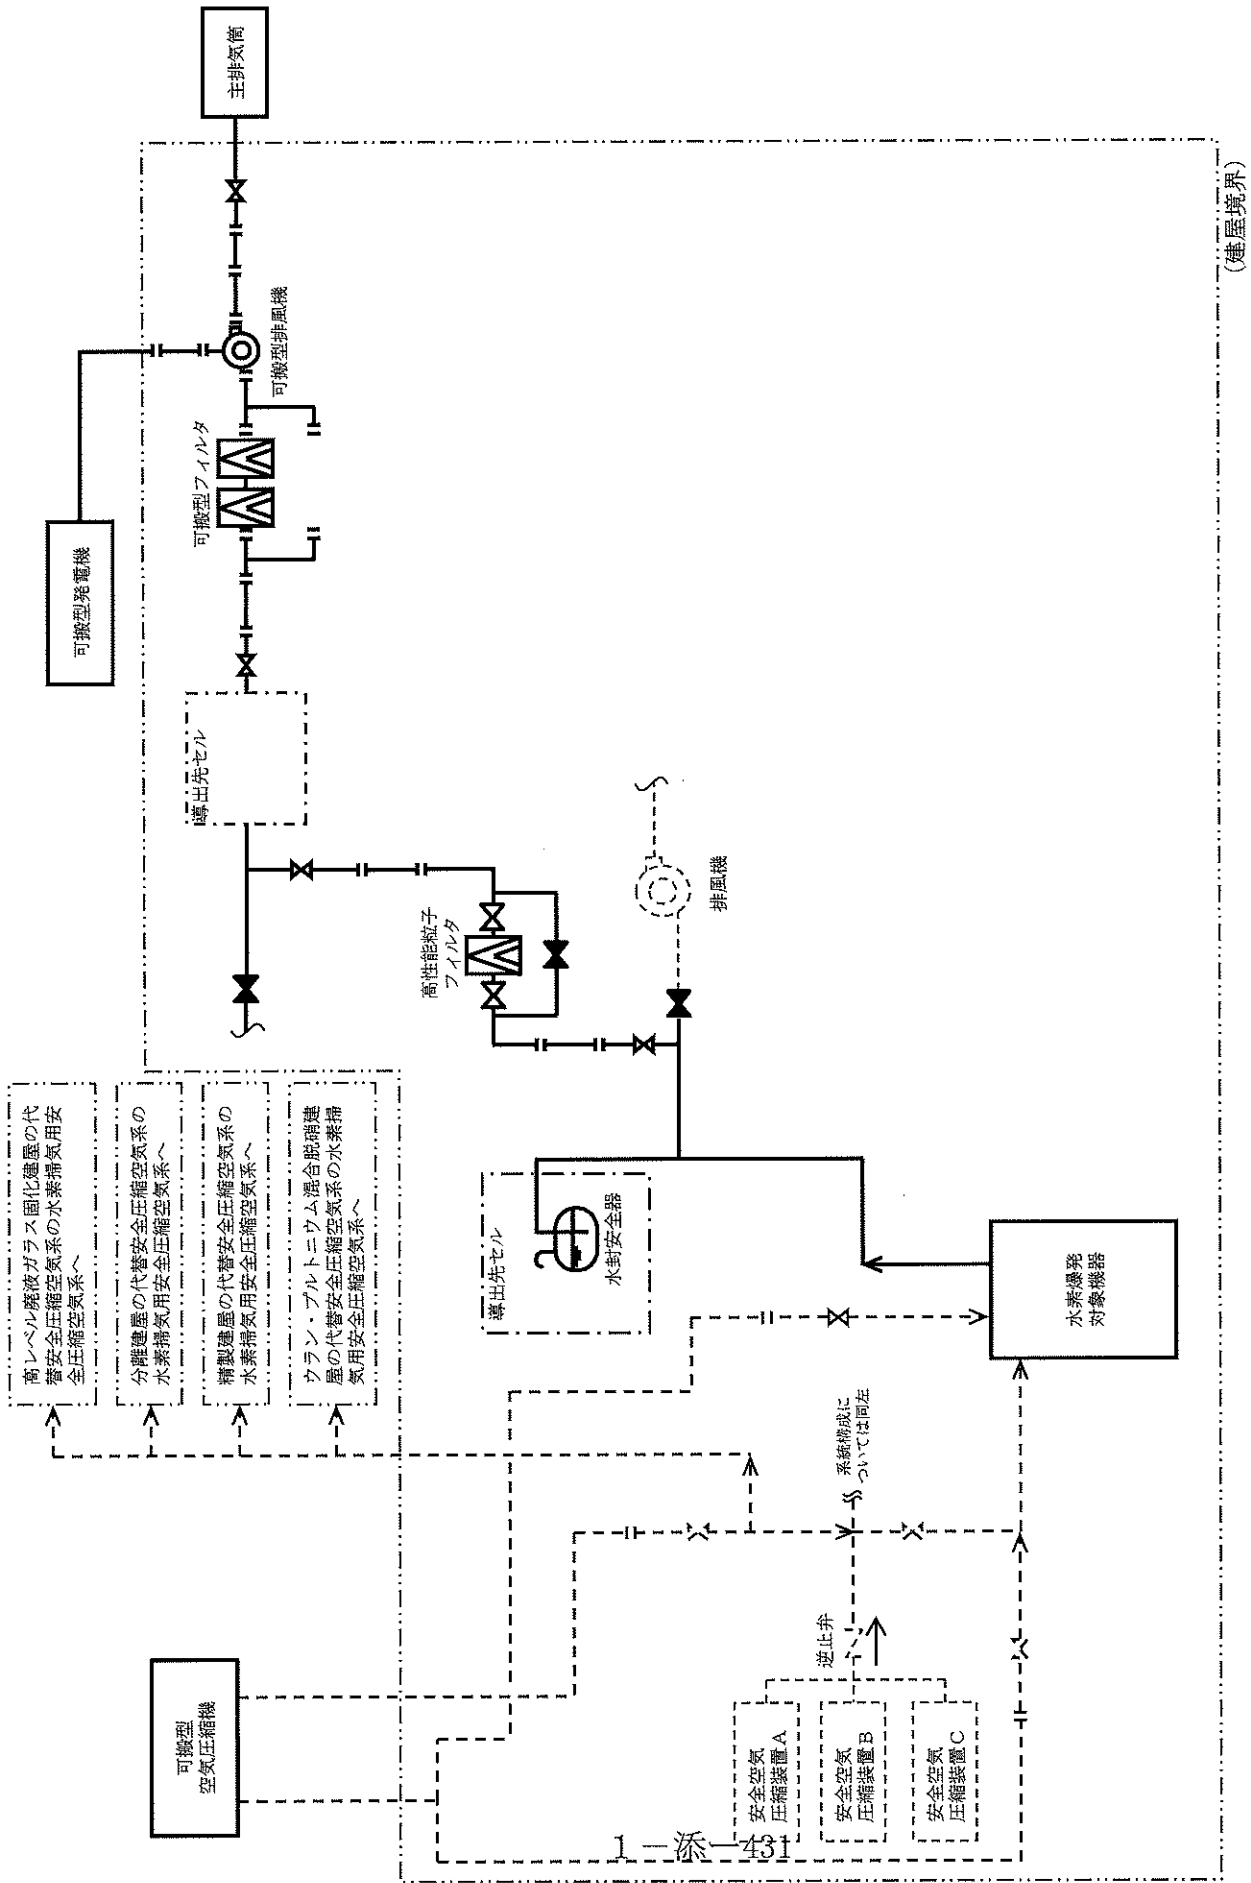 主排気筒
(建屋境界)
可搬型排風機
可搬型フィルタ
可搬型発電機
導出先セル
排風機
高性能粒子
フィルタ
高レベル廃液ガラス固化建屋の代
替安全圧縮空気系の水素掃気用安
全圧縮空気系へ
分離建屋の代替安全圧縮空気系の
水素掃気用安全圧縮空気系へ
精製建屋の代替安全圧縮空気系の
水素掃気用安全圧縮空気系へ
ウラン・プルトニウム混合脱硝建
屋の代替安全圧縮空気系の水素掃
気用安全圧縮空気系へ
導出先セル
水封安全器
水素爆発
対象機器
系統構成に
ついては同左
逆止弁
可搬型
空気圧縮機
安全空気
圧縮装置A
安全空気
圧縮装置B
安全空気
圧縮装置C
1-添-431